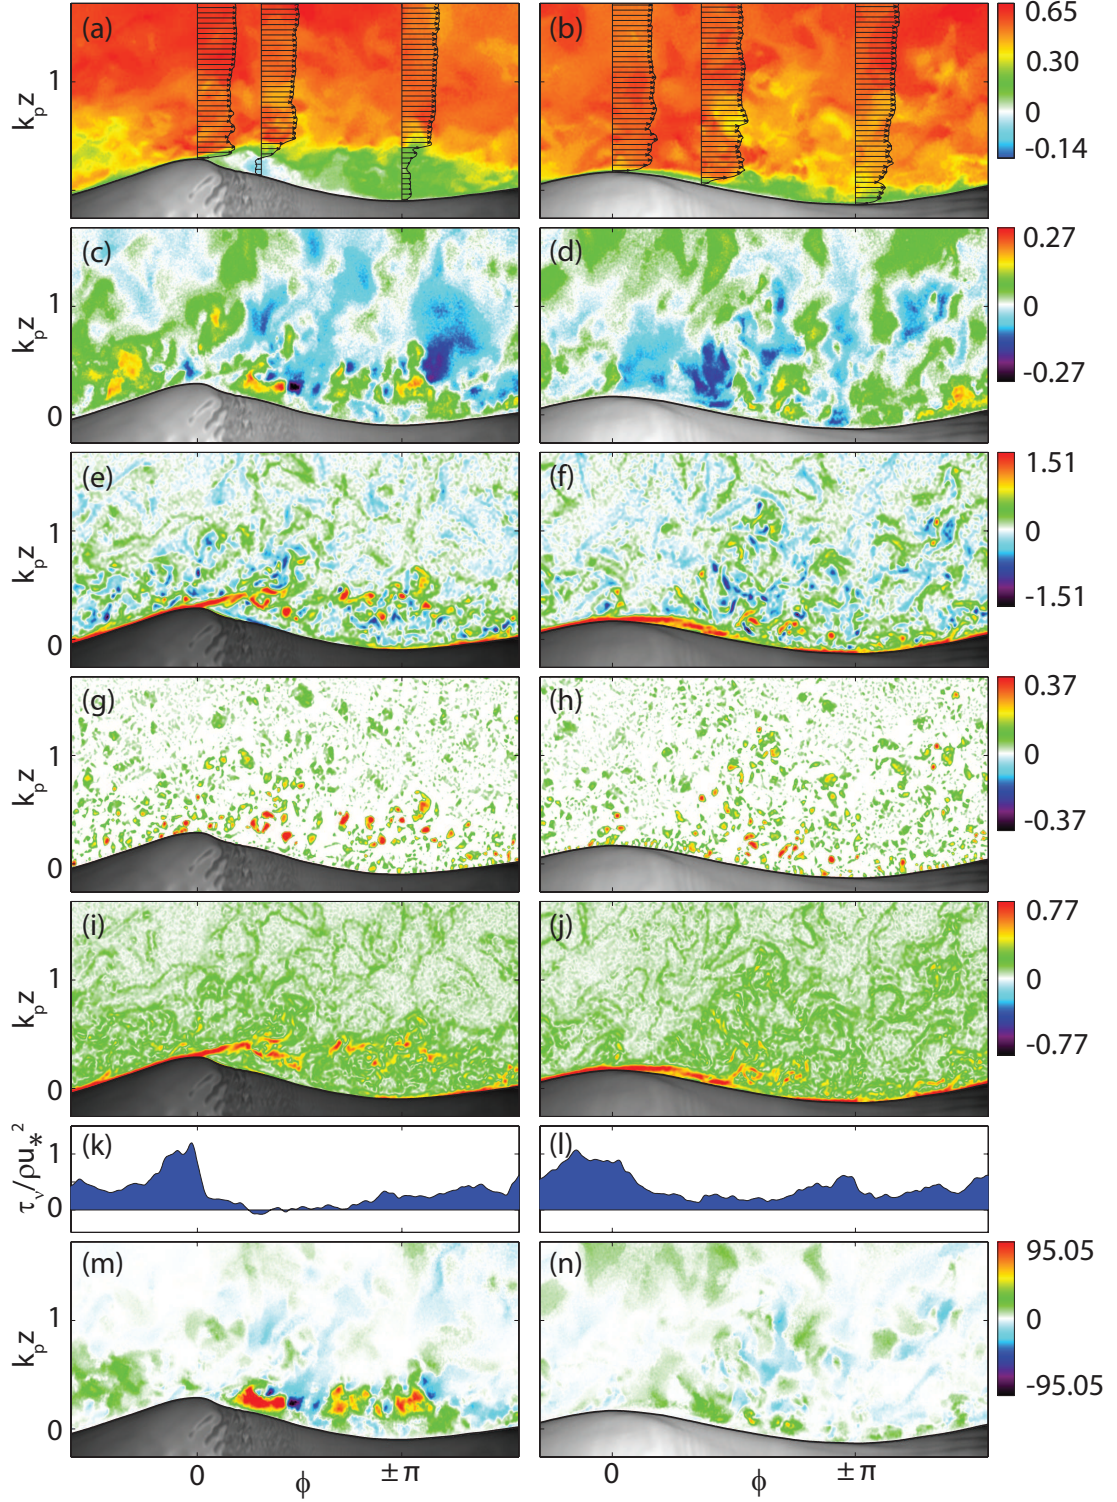 (a) (b) 0.65
0.30
0
-0.14
k_p z 1
(c) (d) 0.27
0
-0.27
k_p z 1
0
(e) (f) 1.51
0
-1.51
k_p z 1
0
(g) (h) 0.37
0
-0.37
k_p z 1
0
(i) (j) 0.77
0
-0.77
k_p z 1
0
(k) (l)
τ_ν/ρu_*^2 1
0
(m) (n) 95.05
0
-95.05
k_p z 1
0
0 ϕ ±π 0 ϕ ±π